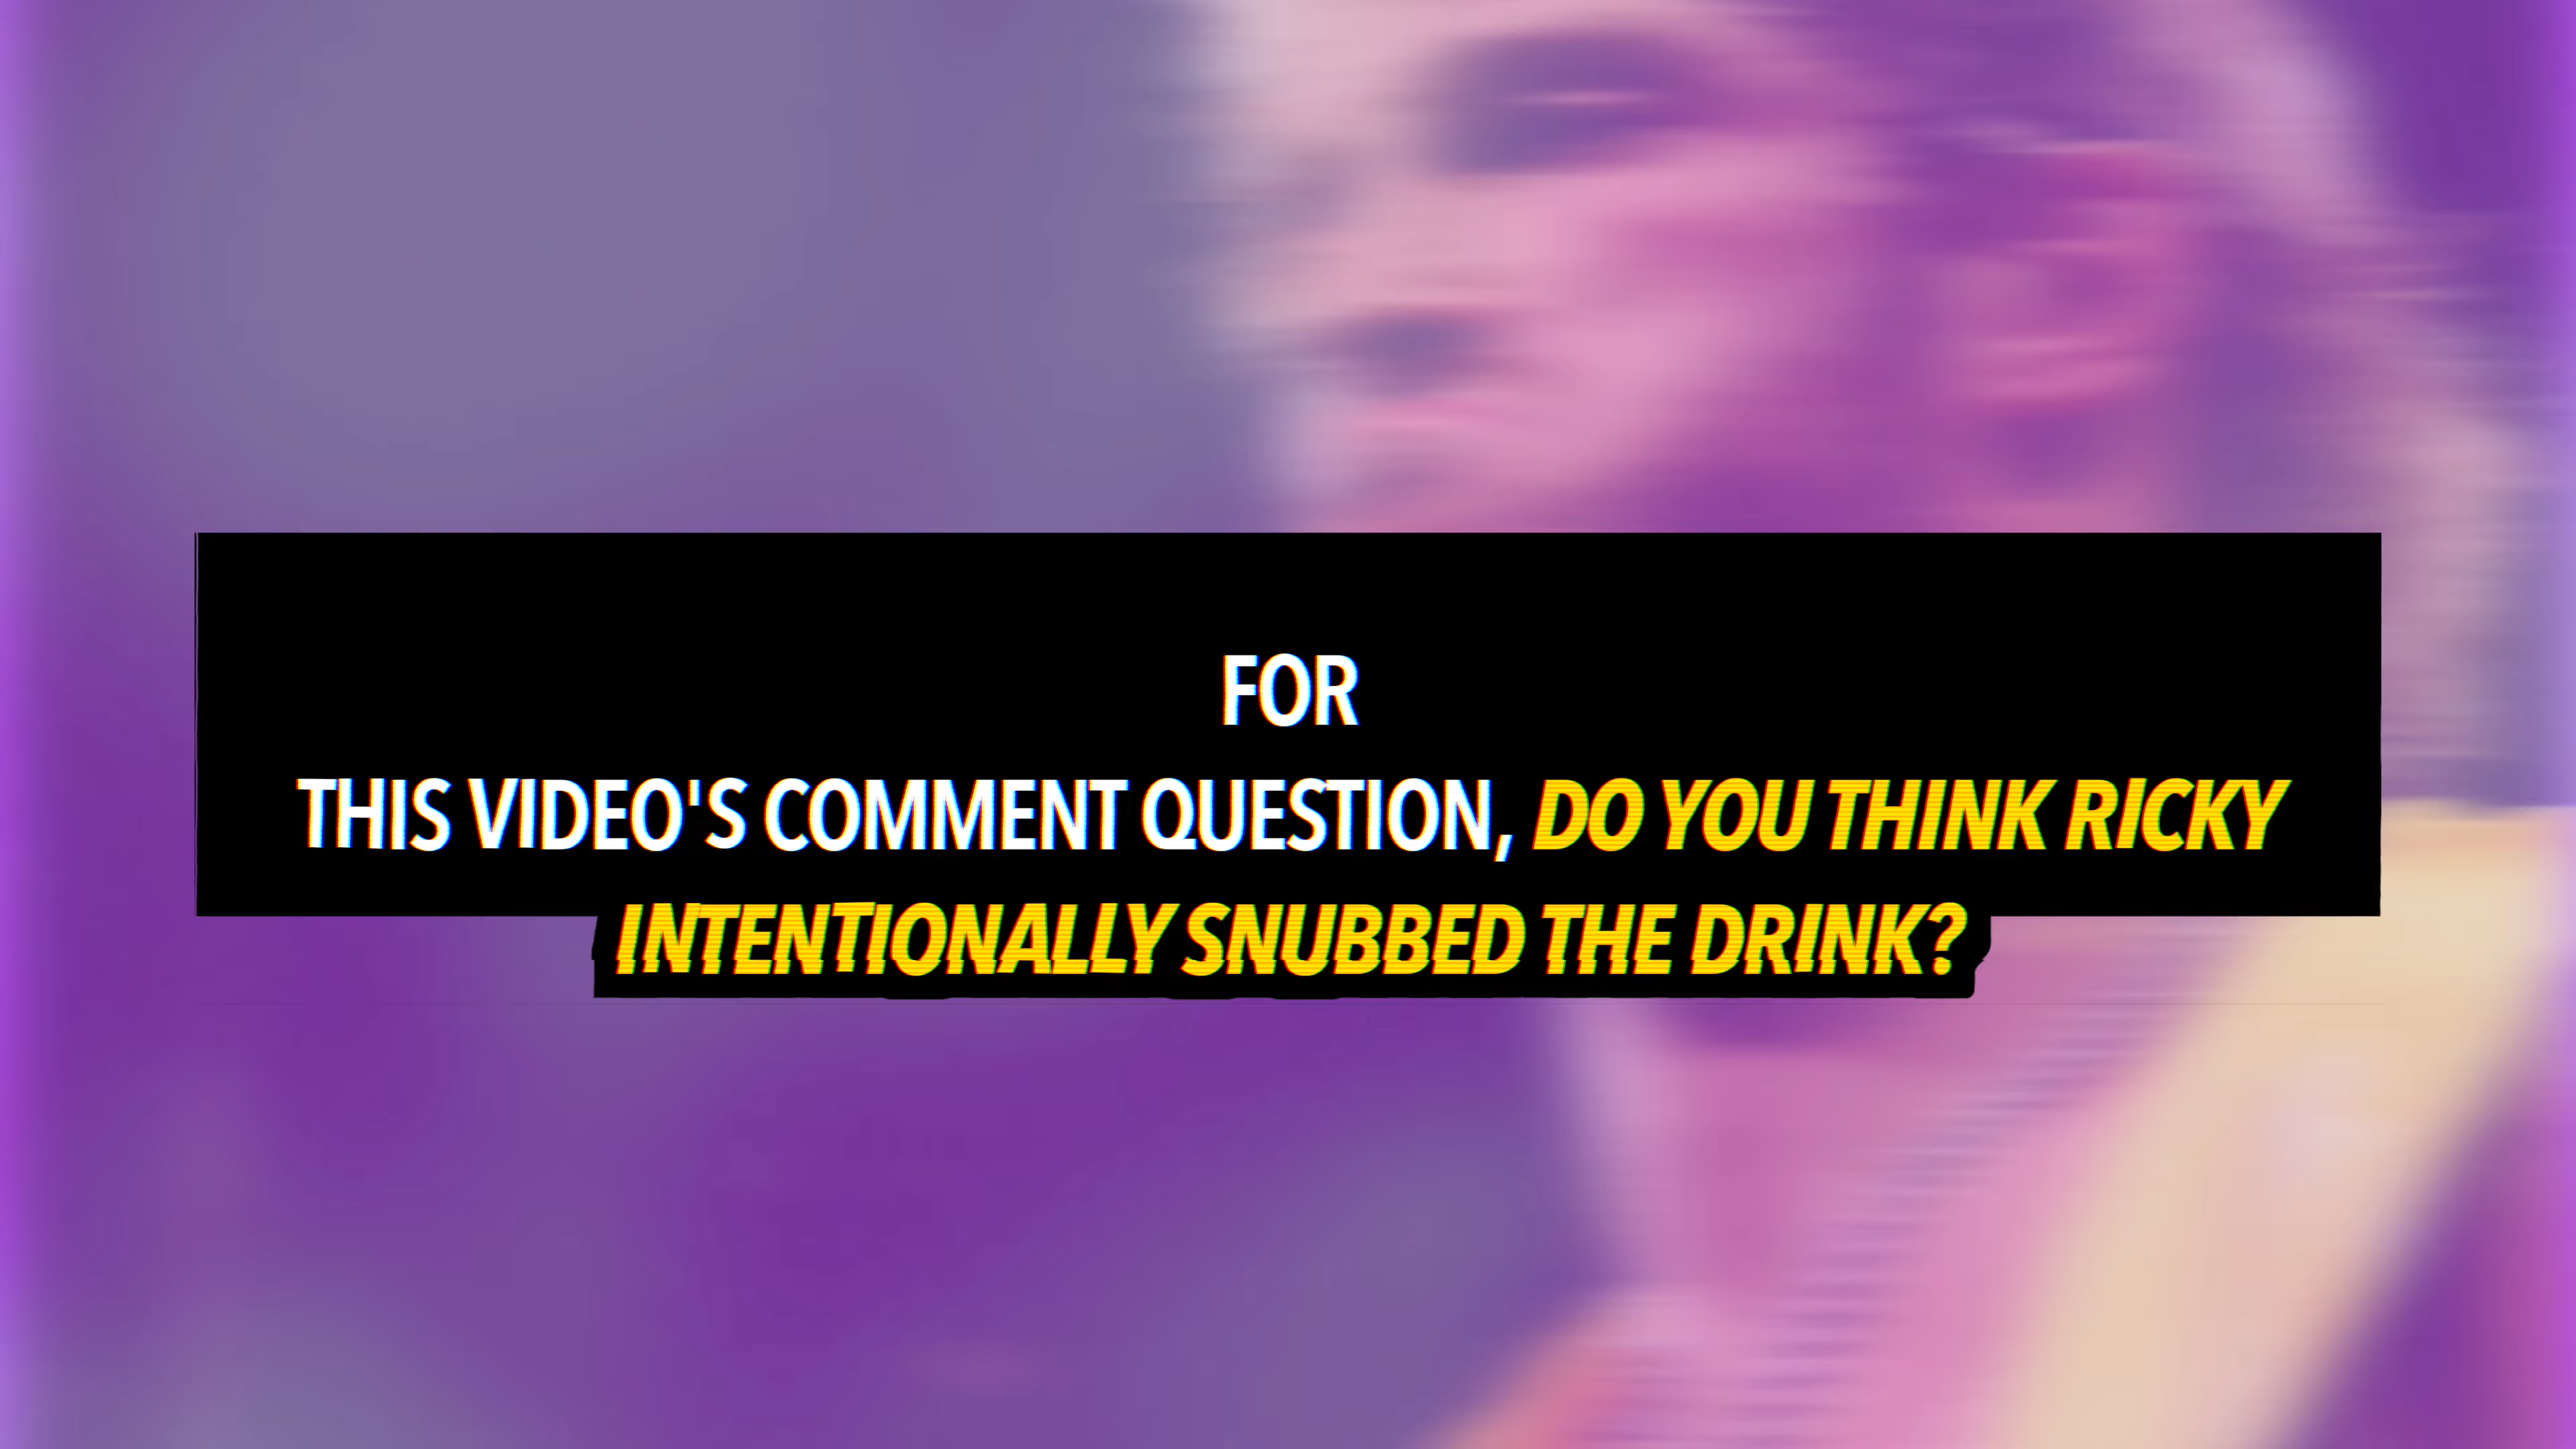 FOR
THIS VIDEO'S COMMENT QUESTION, DO YOU THINK RICKY
INTENTIONALLY SNUBBED THE DRINK?